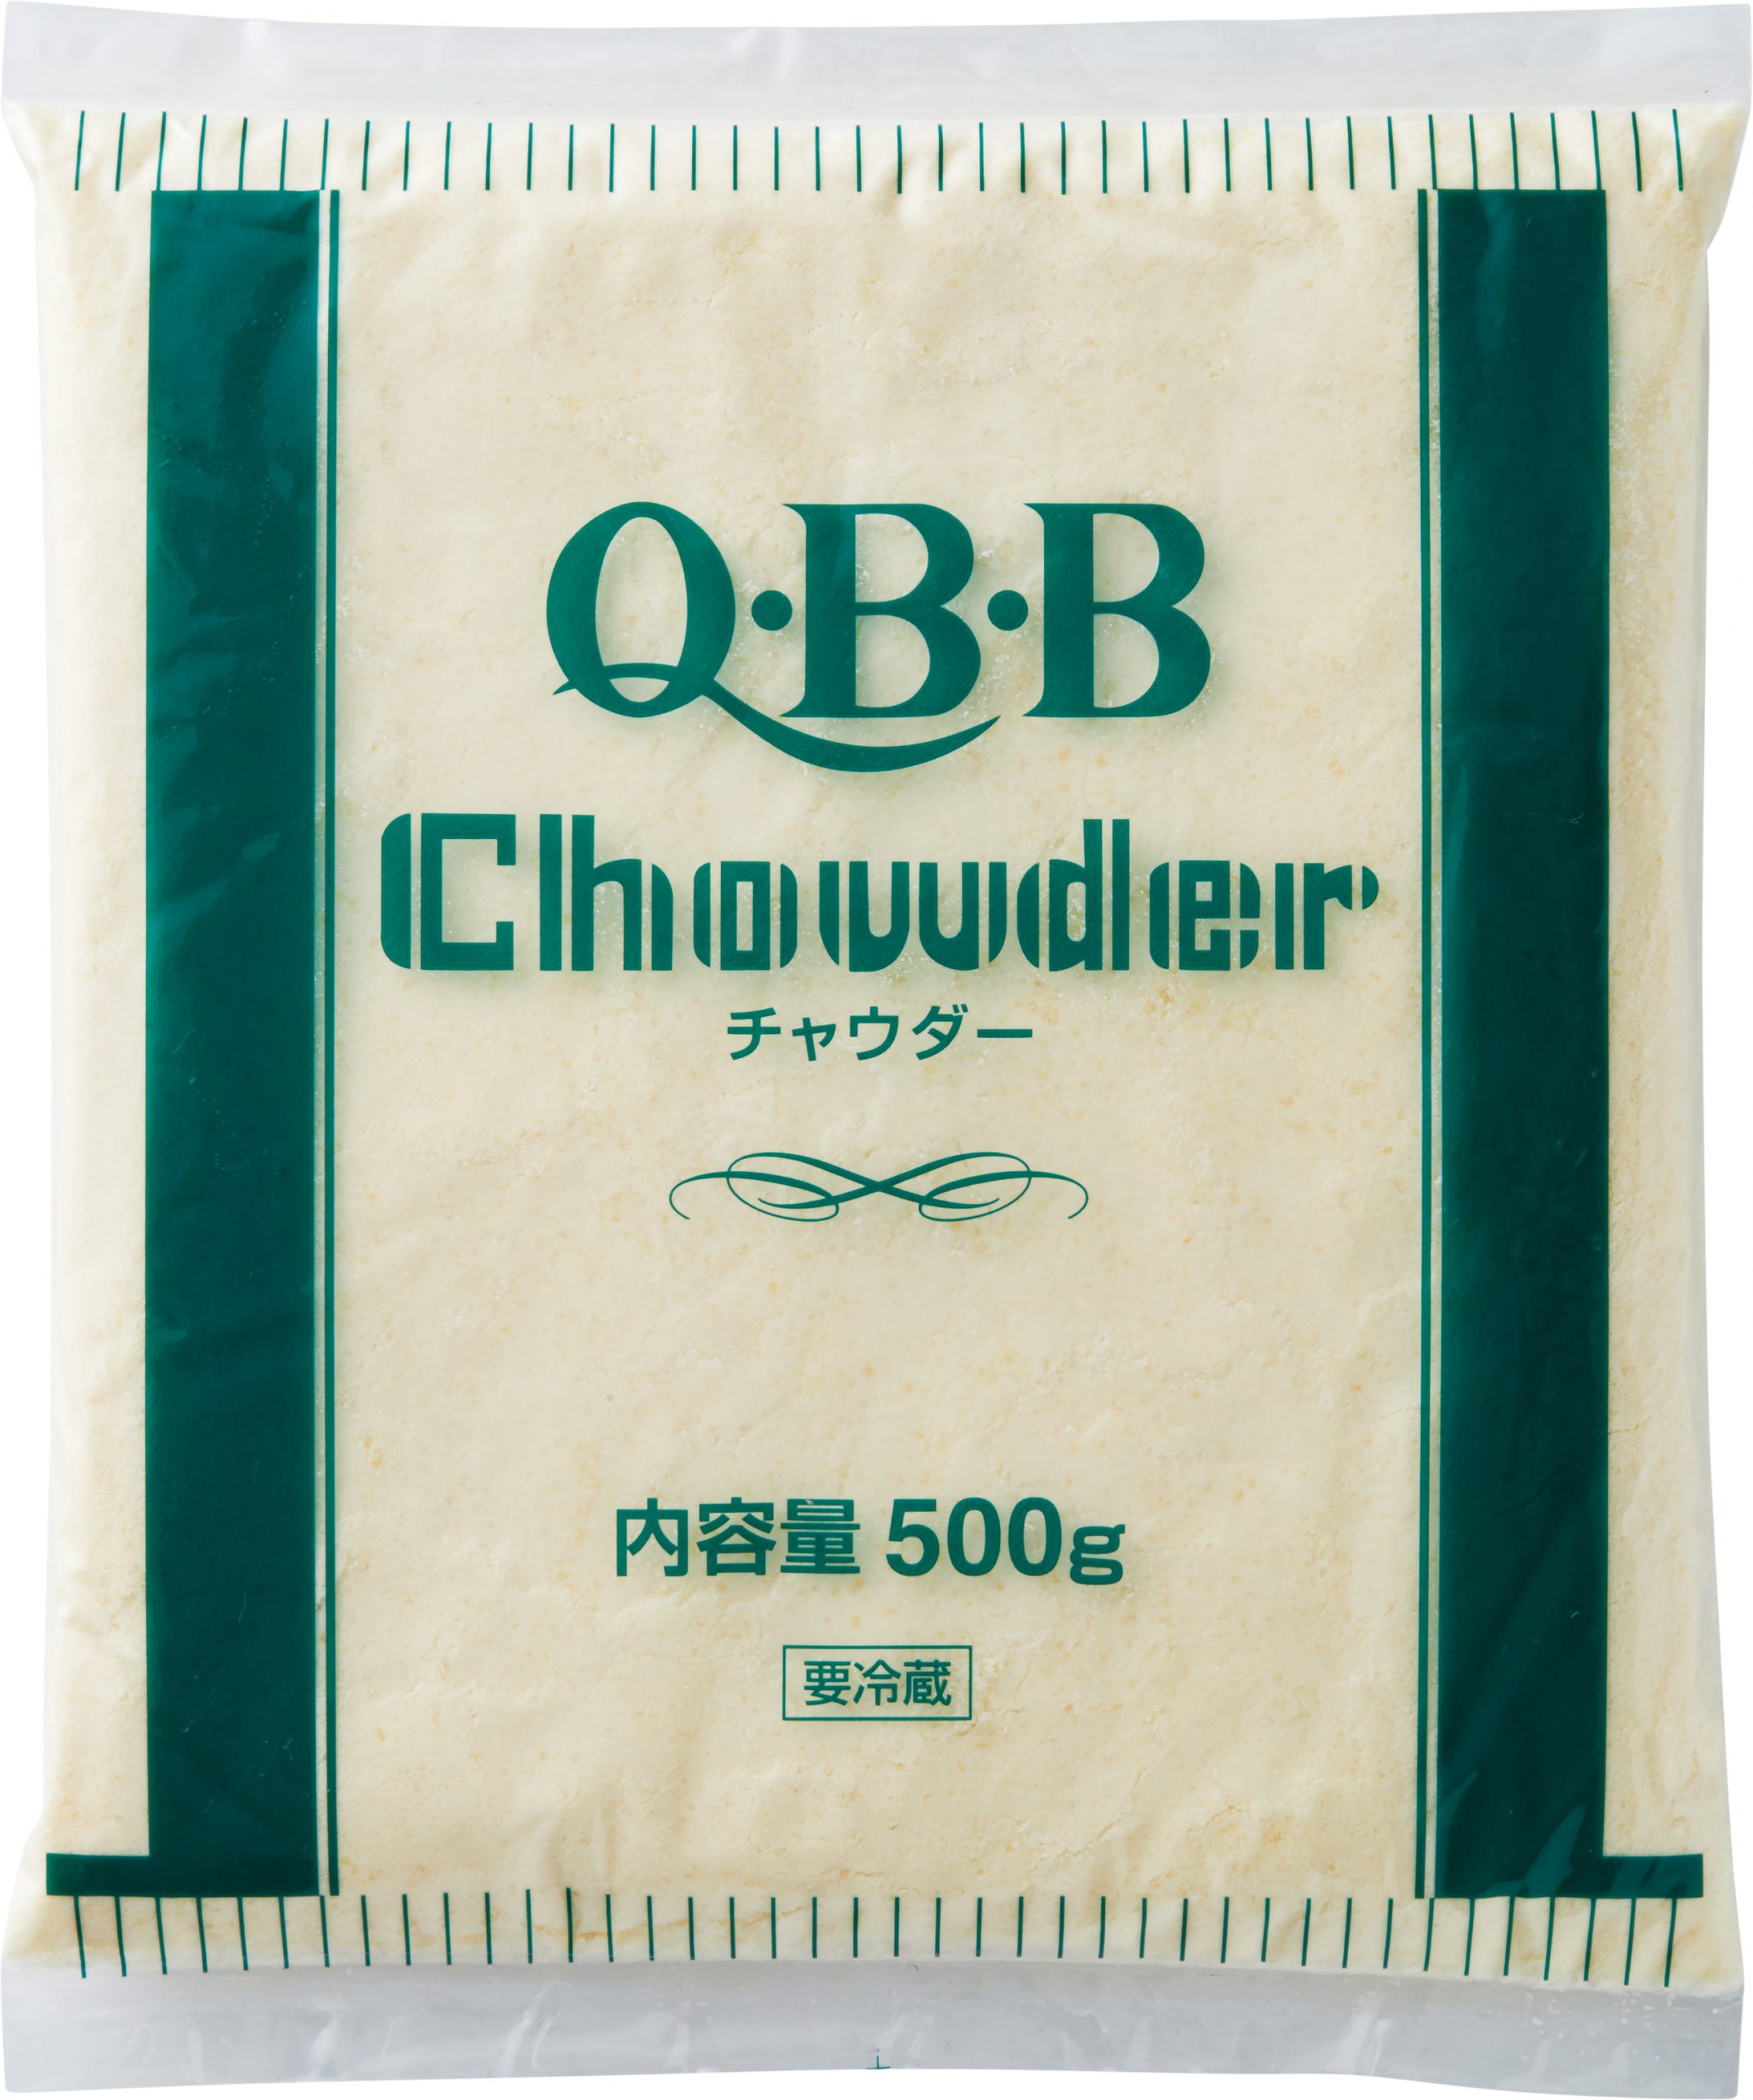 Q・B・B
Chowder
チャウダー
内容量 500g
要冷蔵